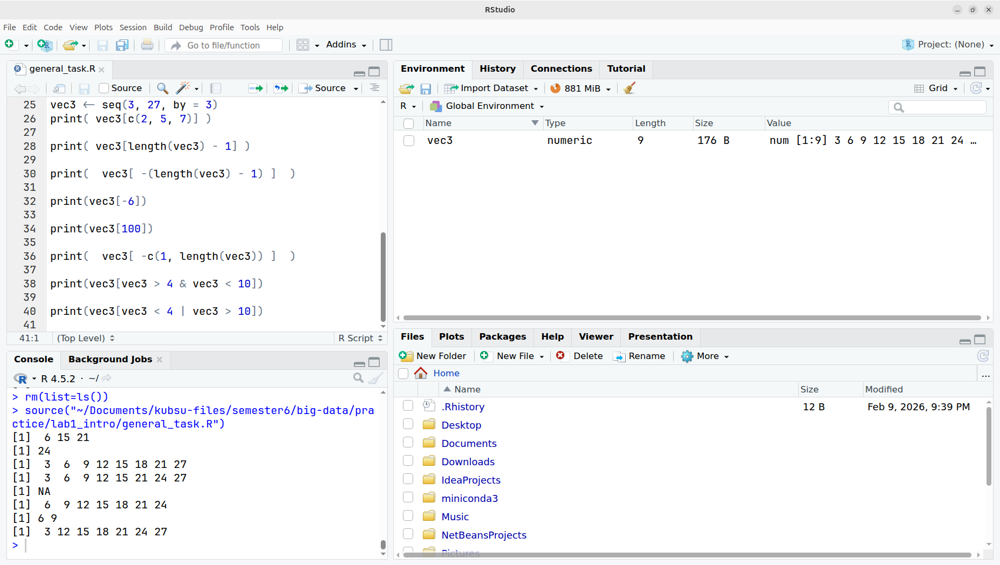 RStudio
File Edit Code View Plots Session Build Debug Profile Tools Help
Go to file/function
Addins
Project: (None)
general_task.R
Source
Source
25 vec3 <- seq(3, 27, by = 3)
26 print( vec3[c(2, 5, 7)] )
27
28 print( vec3[length(vec3) - 1] )
29
30 print(  vec3[ -(length(vec3) - 1) ]  )
31
32 print(vec3[-6])
33
34 print(vec3[100])
35
36 print(  vec3[ -c(1, length(vec3)) ]  )
37
38 print(vec3[vec3 > 4 & vec3 < 10])
39
40 print(vec3[vec3 < 4 | vec3 > 10])
41
41:1 (Top Level) R Script
Console Background Jobs
R 4.5.2 · ~/
> rm(list=ls())
> source("~/Documents/kubsu-files/semester6/big-data/pra
ctice/lab1_intro/general_task.R")
[1]  6 15 21
[1] 24
[1]  3  6  9 12 15 18 21 27
[1]  3  6  9 12 15 21 24 27
[1] NA
[1]  6  9 12 15 18 21 24
[1] 6 9
[1]  3 12 15 18 21 24 27
>
Environment History Connections Tutorial
Import Dataset 881 MiB Grid
R Global Environment
Name Type Length Size Value
vec3 numeric 9 176 B num [1:9] 3 6 9 12 15 18 21 24 …
Files Plots Packages Help Viewer Presentation
New Folder New File Delete Rename More
Home ...
Name Size Modified
.Rhistory 12 B Feb 9, 2026, 9:39 PM
Desktop
Documents
Downloads
IdeaProjects
miniconda3
Music
NetBeansProjects
Pictures